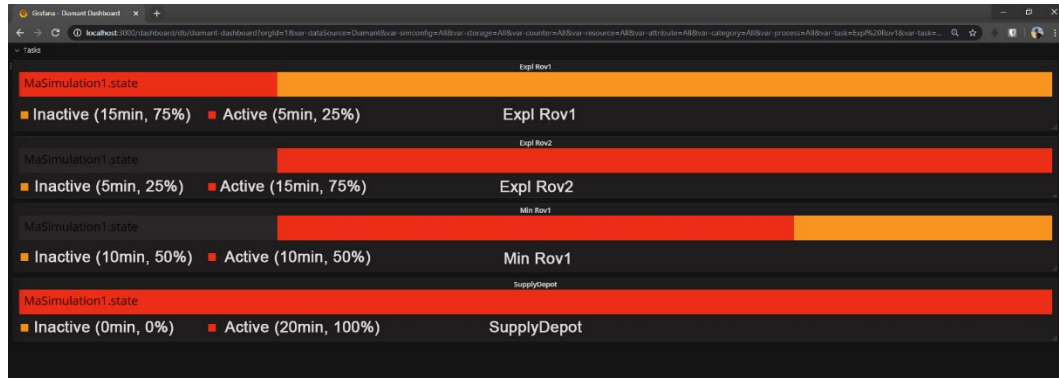 Grafana - Diamant Dashboard
localhost:3000/dashboard/db/diamant-dashboard?orgId=1&var-dataSource=Diamant&var-simconfig=All&var-storage=All&var-counter=All&var-resource=All&var-attribute=All&var-category=All&var-process=All&var-task=Expl%20Rov1&var-task=...
Tasks
Expl Rov1
MaSimulation1.state
Inactive (15min, 75%) Active (5min, 25%) Expl Rov1
Expl Rov2
MaSimulation1.state
Inactive (5min, 25%) Active (15min, 75%) Expl Rov2
Min Rov1
MaSimulation1.state
Inactive (10min, 50%) Active (10min, 50%) Min Rov1
SupplyDepot
MaSimulation1.state
Inactive (0min, 0%) Active (20min, 100%) SupplyDepot